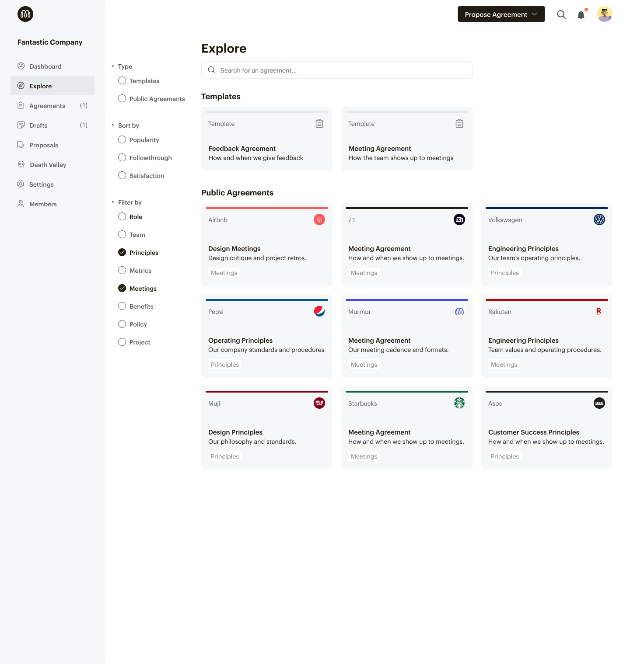 Propose Agreement
Fantastic Company
Dashboard
Explore
Agreements (1)
Drafts (1)
Proposals
Death Valley
Settings
Members
Type
Templates
Public Agreements
Sort by
Popularity
Followthrough
Satisfaction
Filter by
Role
Team
Principles
Metrics
Meetings
Benefits
Policy
Project
Explore
Search for an agreement...
Templates
Template
Feedback Agreement
How and when we give feedback
Template
Meeting Agreement
How the team shows up to meetings
Public Agreements
Airbnb
Design Meetings
Design critique and project retros.
Meetings
Z1
Meeting Agreement
How and when we show up to meetings.
Meetings
Volkswagen
Engineering Principles
Our team's operating principles.
Principles
Pepsi
Operating Principles
Our company standards and procedures
Principles
Murmur
Meeting Agreement
Our meeting cadence and formats.
Meetings
Rakuten
R
Engineering Principles
Team values and operating procedures.
Meetings
Muji
Design Principles
Our philosophy and standards.
Principles
Starbucks
Meeting Agreement
How and when we show up to meetings.
Meetings
Asos
Customer Success Principles
How and when we show up to meetings.
Principles